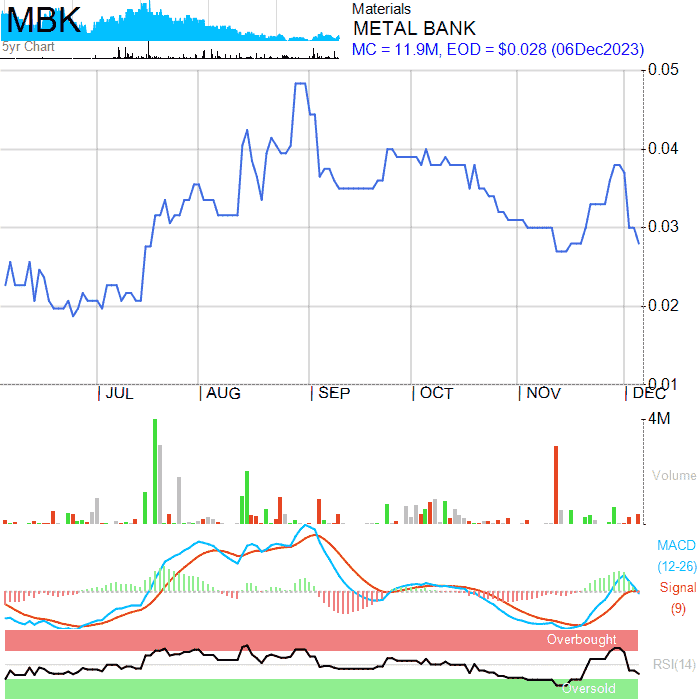 MBK
5yr Chart
Materials
METAL BANK
MC = 11.9M, EOD = $0.028 (06Dec2023)
0.05
0.04
0.03
0.02
0.01
JUL AUG SEP OCT NOV DEC
4M
Volume
MACD
(12-26)
Signal
(9)
Overbought
RSI(14)
Oversold